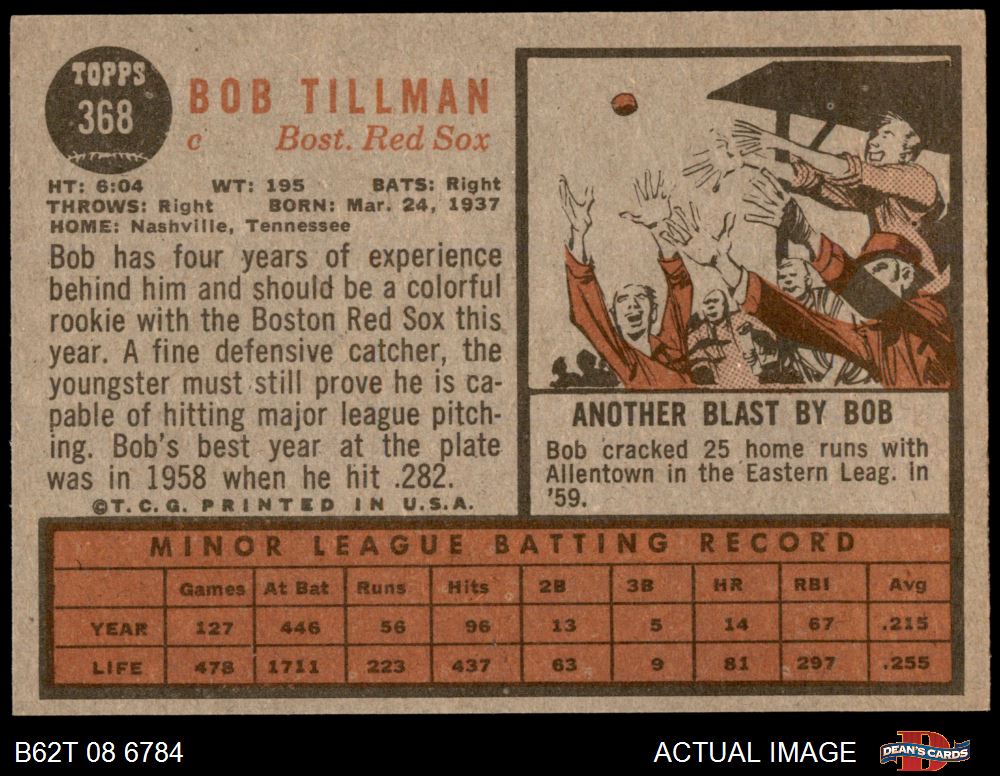 TOPPS
368
BOB TILLMAN
c Bost. Red Sox
HT: 6:04 WT: 195 BATS: Right
THROWS: Right BORN: Mar. 24, 1937
HOME: Nashville, Tennessee
Bob has four years of experience
behind him and should be a colorful
rookie with the Boston Red Sox this
year. A fine defensive catcher, the
youngster must still prove he is ca-
pable of hitting major league pitch-
ing. Bob's best year at the plate
was in 1958 when he hit .282.
©T.C.G. PRINTED IN U.S.A.
ANOTHER BLAST BY BOB
Bob cracked 25 home runs with
Allentown in the Eastern Leag. in
'59.
MINOR LEAGUE BATTING RECORD
Games At Bat Runs Hits 2B 3B HR RBI Avg
YEAR 127 446 56 96 13 5 14 67 .215
LIFE 478 1711 223 437 63 9 81 297 .255
B62T 08 6784
ACTUAL IMAGE
D
DEAN'S CARDS